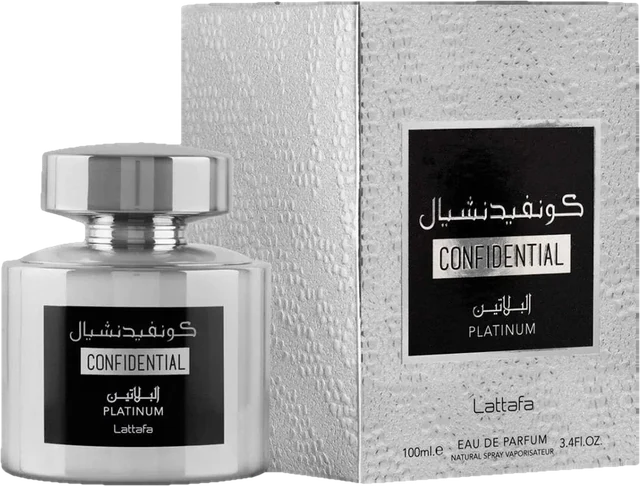 كونفيدنشيال
CONFIDENTIAL
البلاتين
PLATINUM
Lattafa
كونفيدنشيال
CONFIDENTIAL
البلاتين
PLATINUM
Lattafa
100ml.e EAU DE PARFUM 3.4Fl.OZ.
NATURAL SPRAY VAPORISATEUR